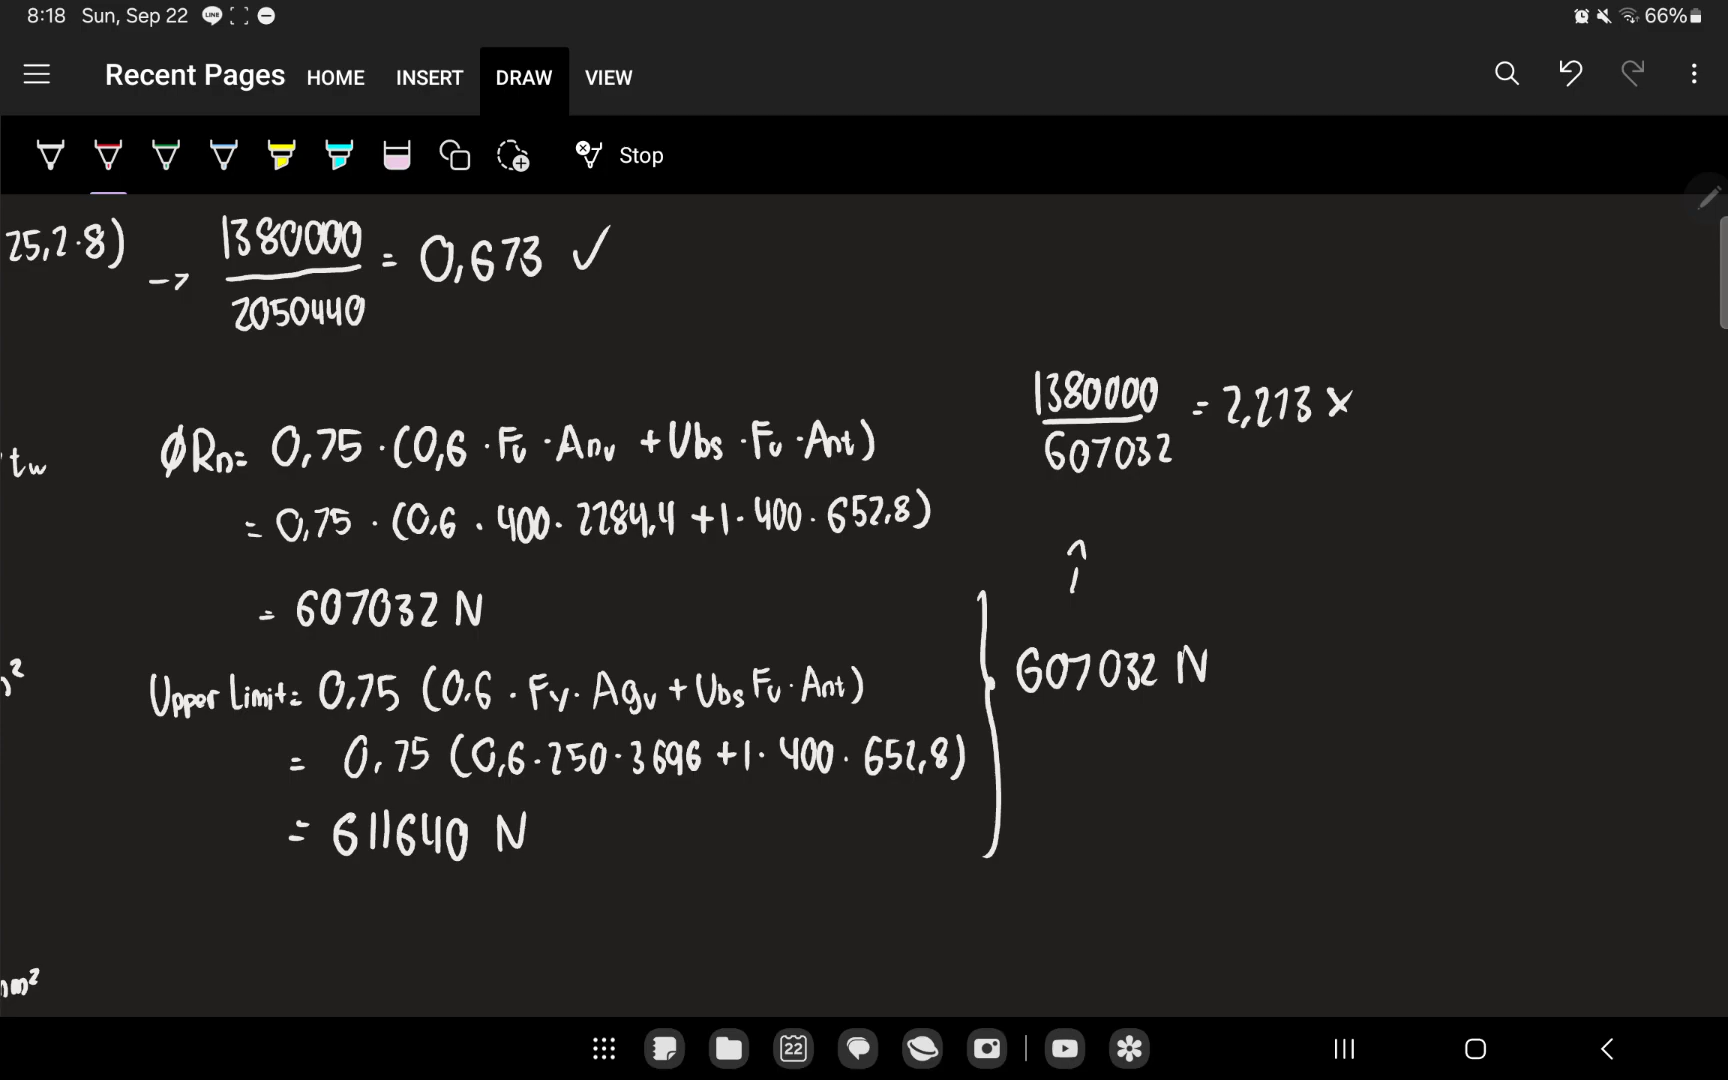 8:18 Sun, Sep 22 LINE 66%
Recent Pages HOME INSERT DRAW VIEW
Stop
25,2·8) → 1380000 / 2050440 = 0,673 ✓
1380000 / 607032 = 2,273 ×
· tw
ØRn = 0,75 · (0,6 · Fu · Anv + Ubs · Fu · Ant)
= 0,75 · (0,6 · 400 · 2284,4 + 1 · 400 · 652,8)
= 607032 N
Upper Limit = 0,75 (0.6 · Fy · Agv + Ubs Fu · Ant)
= 0,75 (0,6 · 250 · 3696 + 1 · 400 · 652,8)
= 611640 N
607032 N
mm²
22